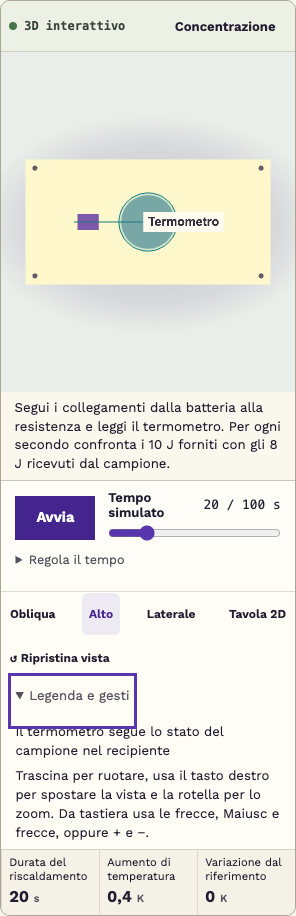 3D interattivo
Concentrazione
Termometro
Segui i collegamenti dalla batteria alla
resistenza e leggi il termometro. Per ogni
secondo confronta i 10 J forniti con gli 8
J ricevuti dal campione.
Avvia
Tempo
simulato
20 / 100 s
▶ Regola il tempo
Obliqua
Alto
Laterale
Tavola 2D
↺ Ripristina vista
▼ Legenda e gesti
Il termometro segue lo stato del
campione nel recipiente
Trascina per ruotare, usa il tasto destro
per spostare la vista e la rotella per lo
zoom. Da tastiera usa le frecce, Maiusc e
frecce, oppure + e −.
Durata del
riscaldamento
20 s
Aumento di
temperatura
0,4 K
Variazione dal
riferimento
0 K